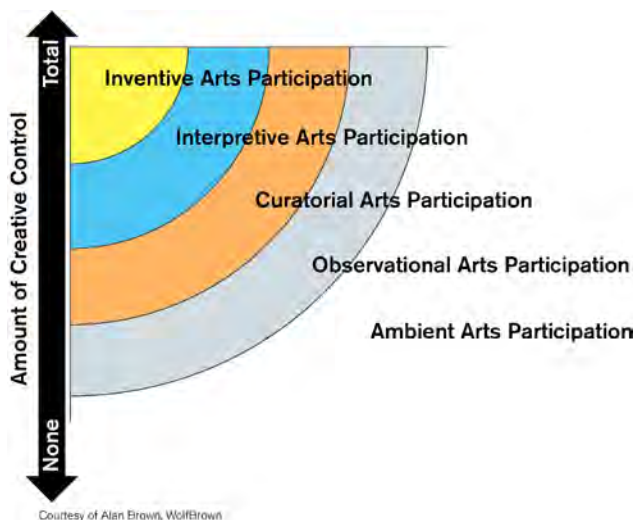 Total
Inventive Arts Participation
Interpretive Arts Participation
Curatorial Arts Participation
Observational Arts Participation
Ambient Arts Participation
Amount of Creative Control
None
Courtesy of Alan Brown, WolfBrown